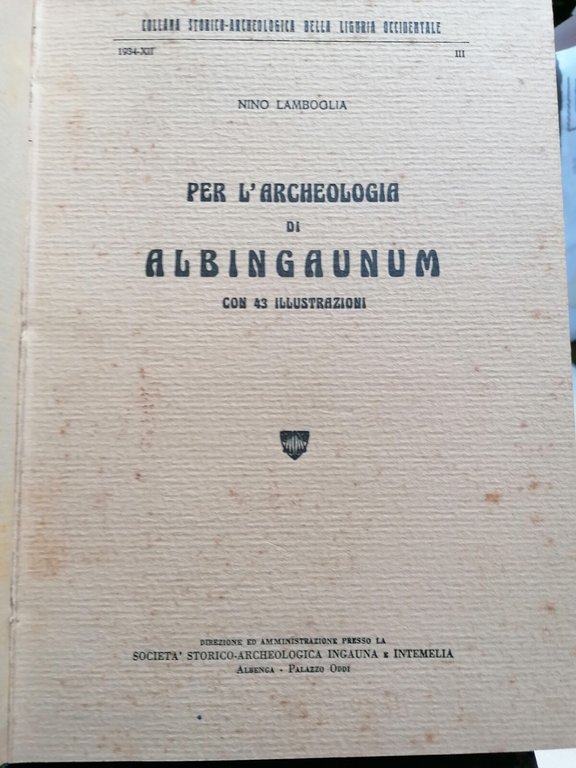 COLLANA STORICO-ARCHEOLOGICA DELLA LIGURIA OCCIDENTALE
1934-XII III
NINO LAMBOGLIA
PER L'ARCHEOLOGIA
DI
ALBINGAUNUM
CON 43 ILLUSTRAZIONI
DIREZIONE ED AMMINISTRAZIONE PRESSO LA
SOCIETA' STORICO-ARCHEOLOGICA INGAUNA E INTEMELIA
ALBENGA - PALAZZO ODDI